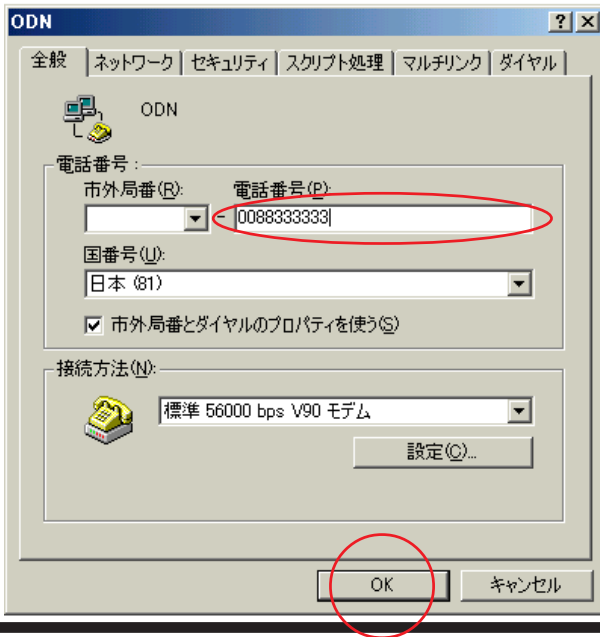 ODN
全般 ネットワーク セキュリティ スクリプト処理 マルチリンク ダイヤル
ODN
電話番号:
市外局番(R): 電話番号(P):
- 0088333333
国番号(U):
日本 (81)
市外局番とダイヤルのプロパティを使う(S)
接続方法(N):
標準 56000 bps V90 モデム
設定(C)...
OK キャンセル